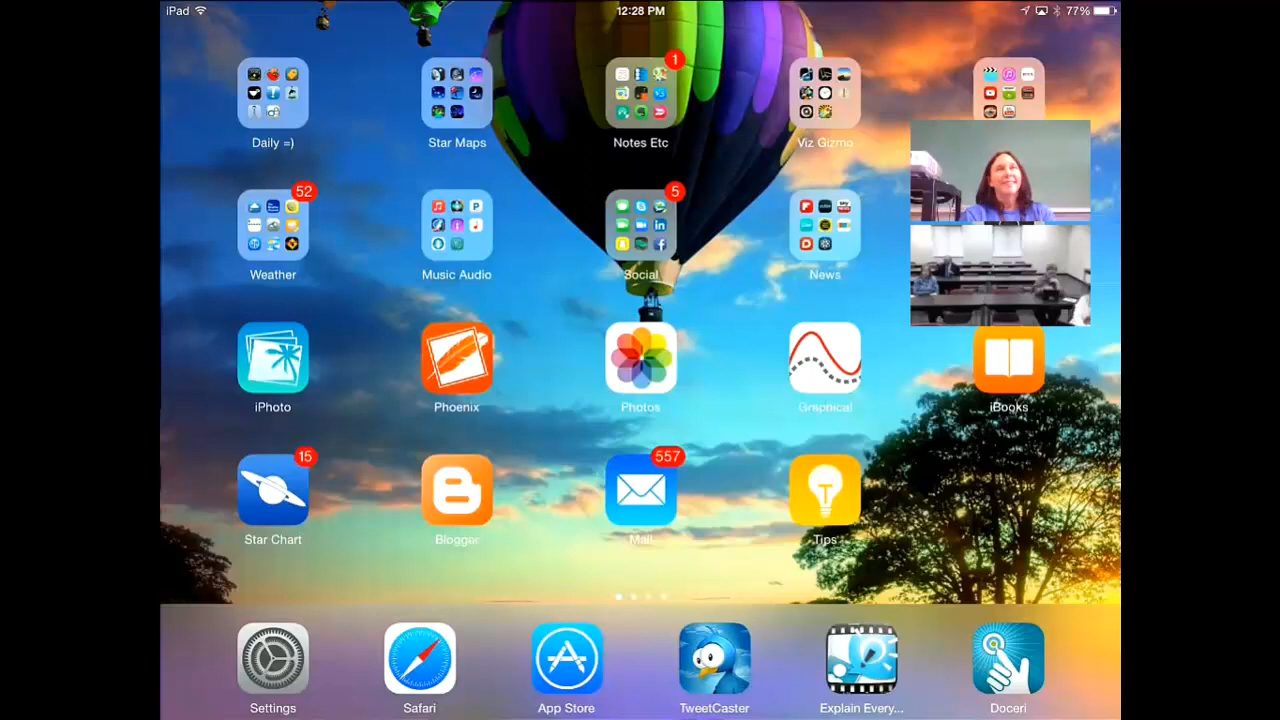 iPad 12:28 PM 77%
1
Daily =) Star Maps Notes Etc Viz Gizmo
52 5
Weather Music Audio Social News
iPhoto Phoenix Photos Graphical iBooks
15 557
Star Chart Blogger Mail Tips
Settings Safari App Store TweetCaster Explain Every... Doceri